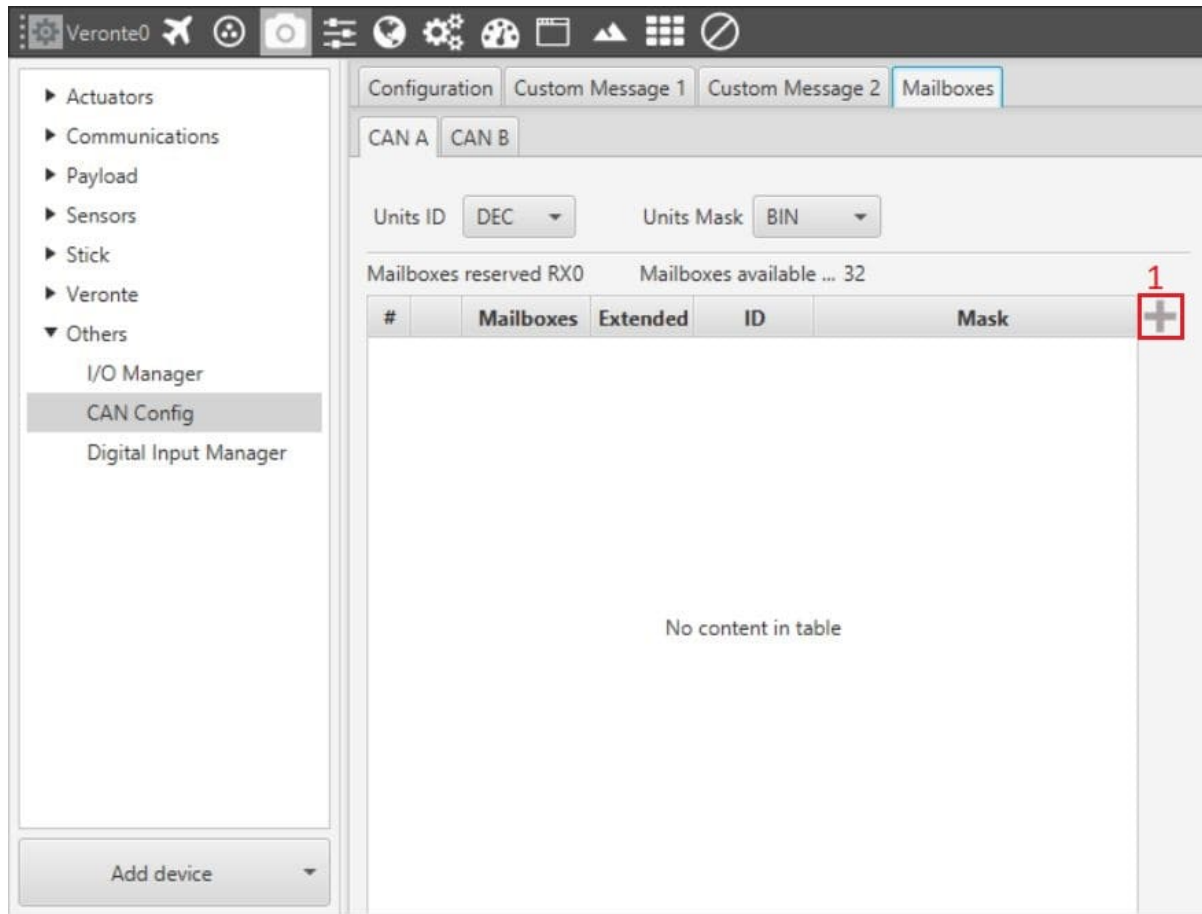 Veronte0
Actuators
Communications
Payload
Sensors
Stick
Veronte
Others
I/O Manager
CAN Config
Digital Input Manager
Add device
Configuration Custom Message 1 Custom Message 2 Mailboxes
CAN A CAN B
Units ID DEC Units Mask BIN
Mailboxes reserved RX0 Mailboxes available ... 32
1
# Mailboxes Extended ID Mask
No content in table